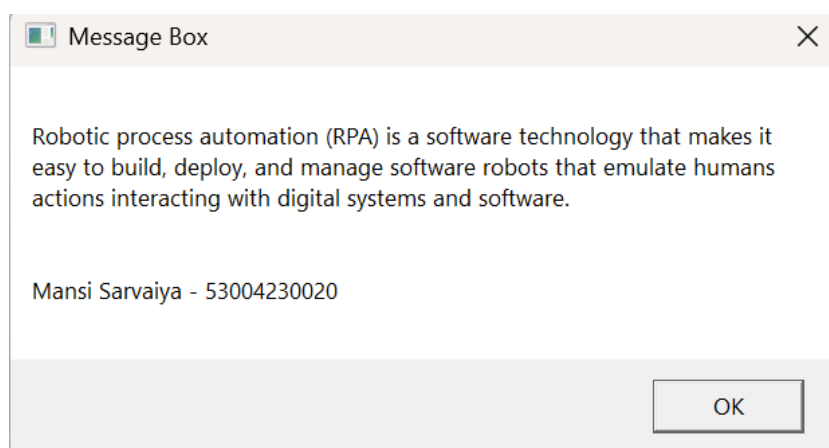 Message Box
Robotic process automation (RPA) is a software technology that makes it
easy to build, deploy, and manage software robots that emulate humans
actions interacting with digital systems and software.
Mansi Sarvaiya - 53004230020
OK